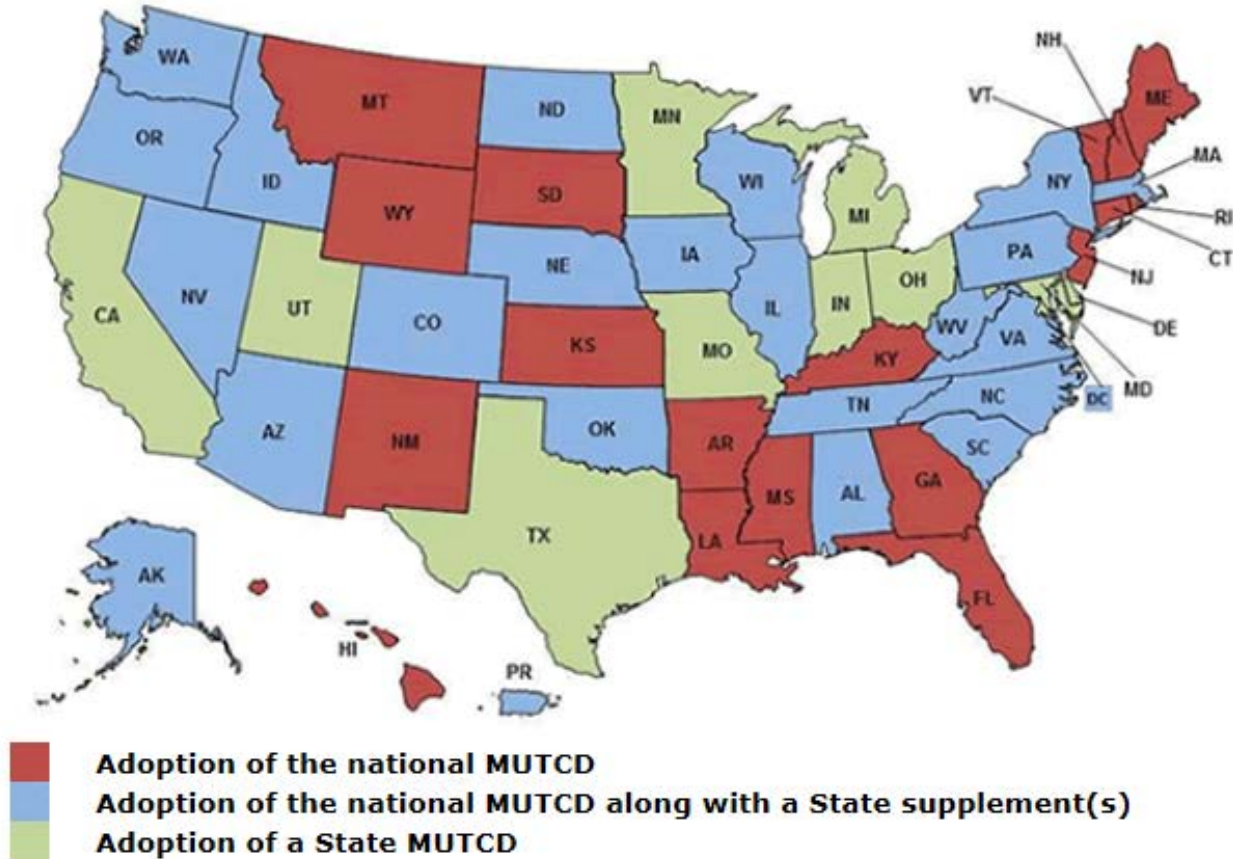 NH
WA
ME
MT
ND
VT
MN
OR
MA
ID
WI
NY
SD
WY
MI
RI
PA
IA
CT
NE
NJ
OH
NV
IL
IN
UT
CA
CO
DE
WV
VA
KS
MO
KY
MD
DC
NC
TN
OK
AZ
NM
AR
SC
GA
MS
AL
TX
LA
AK
FL
HI
PR
Adoption of the national MUTCD
Adoption of the national MUTCD along with a State supplement(s)
Adoption of a State MUTCD